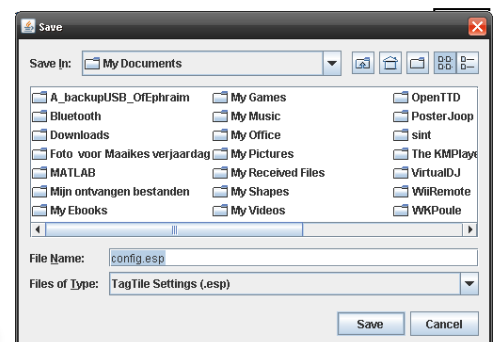 Save
Save In: My Documents
A_backupUSB_OfEphraim My Games OpenTTD
Bluetooth My Music PosterJoop
Downloads My Office sint
Foto voor Maaikes verjaardag My Pictures The KMPlaye
MATLAB My Received Files VirtualDJ
Mijn ontvangen bestanden My Shapes WiiRemote
My Ebooks My Videos WKPoule
File Name: config.esp
Files of Type: TagTile Settings (.esp)
Save Cancel